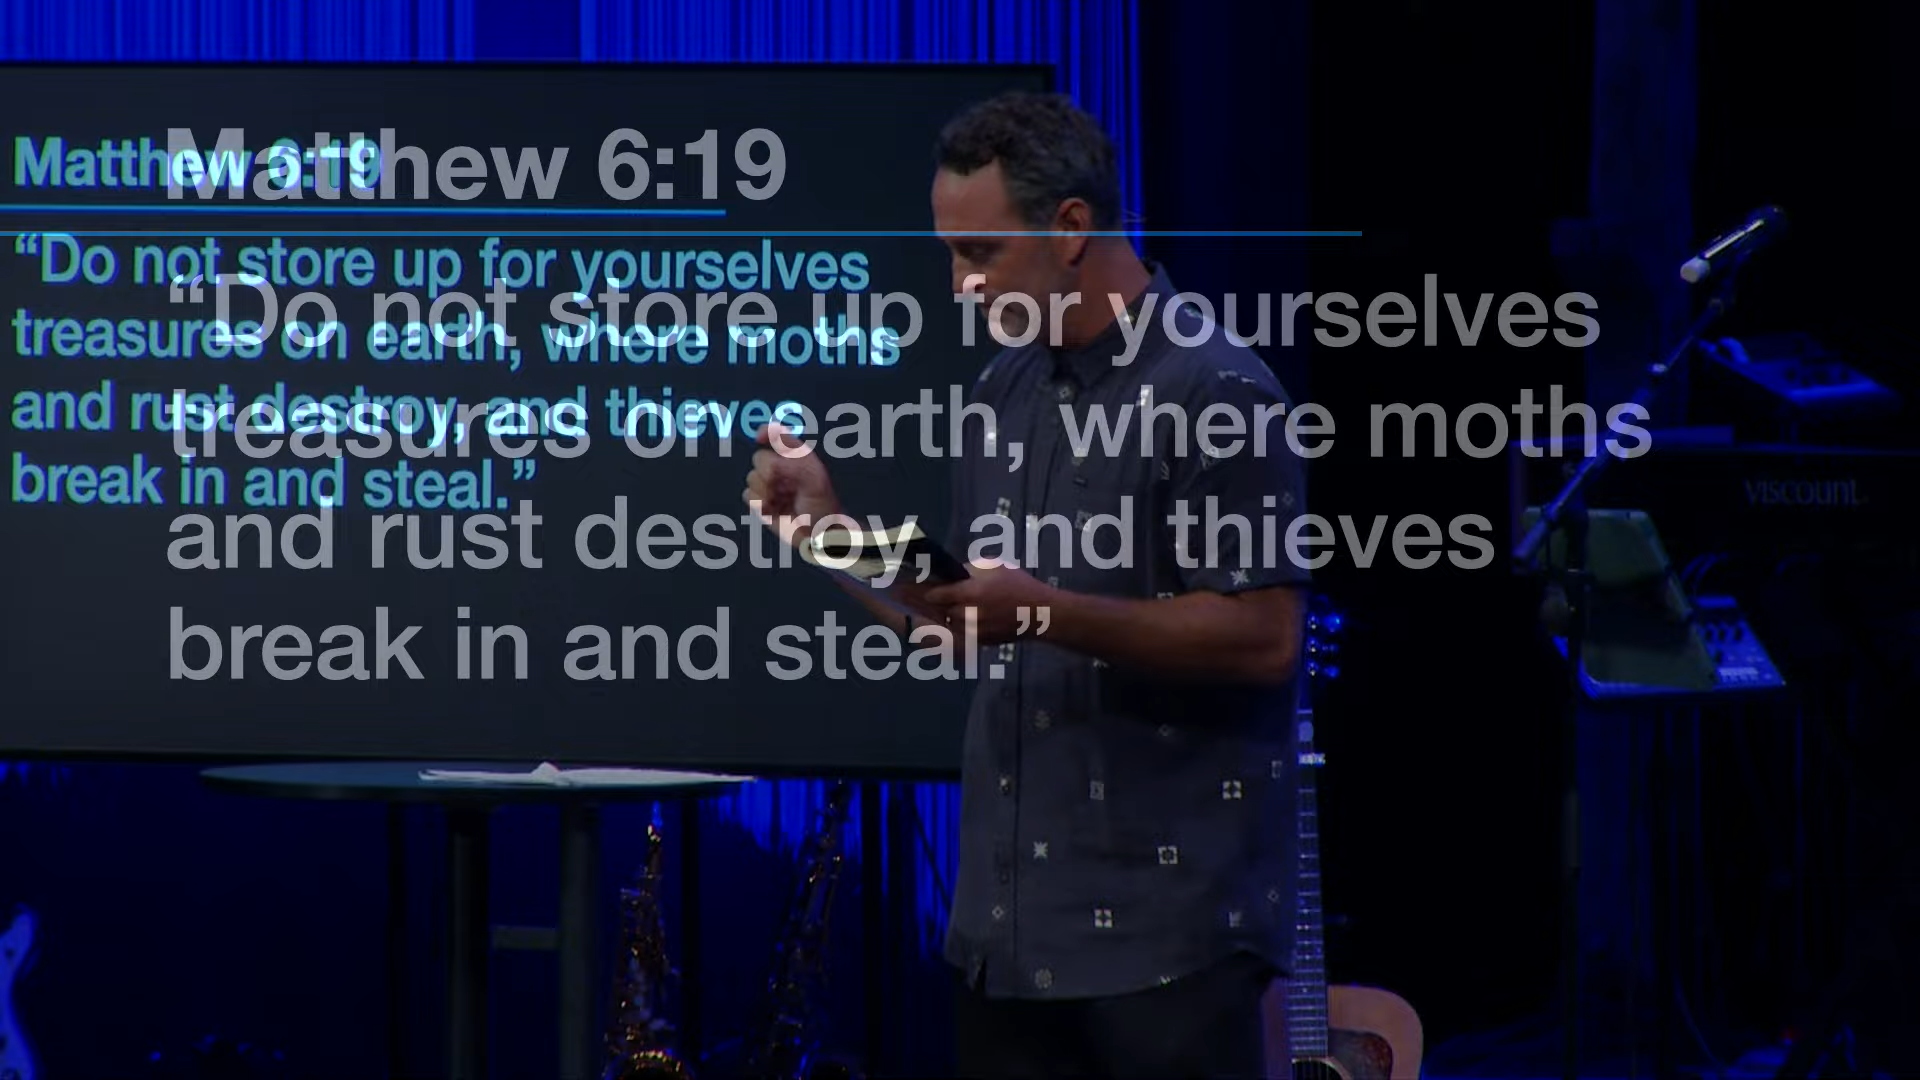 Matthew 6:19
“Do not store up for yourselves
treasures on earth, where moths
and rust destroy, and thieves
break in and steal.”
Matthew 6:19
“Do not store up for yourselves
treasures on earth, where moths
and rust destroy, and thieves
break in and steal.”
viscount